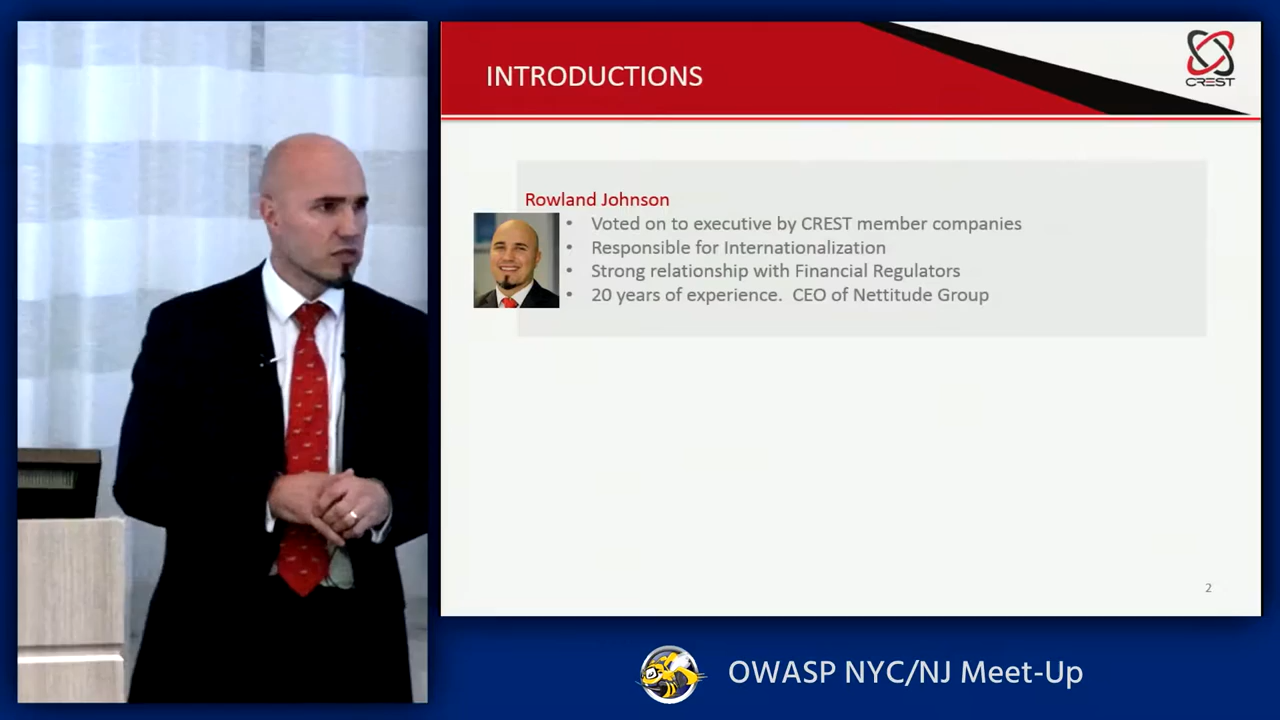 INTRODUCTIONS
CREST
Rowland Johnson
• Voted on to executive by CREST member companies
• Responsible for Internationalization
• Strong relationship with Financial Regulators
• 20 years of experience.  CEO of Nettitude Group
2
OWASP NYC/NJ Meet-Up